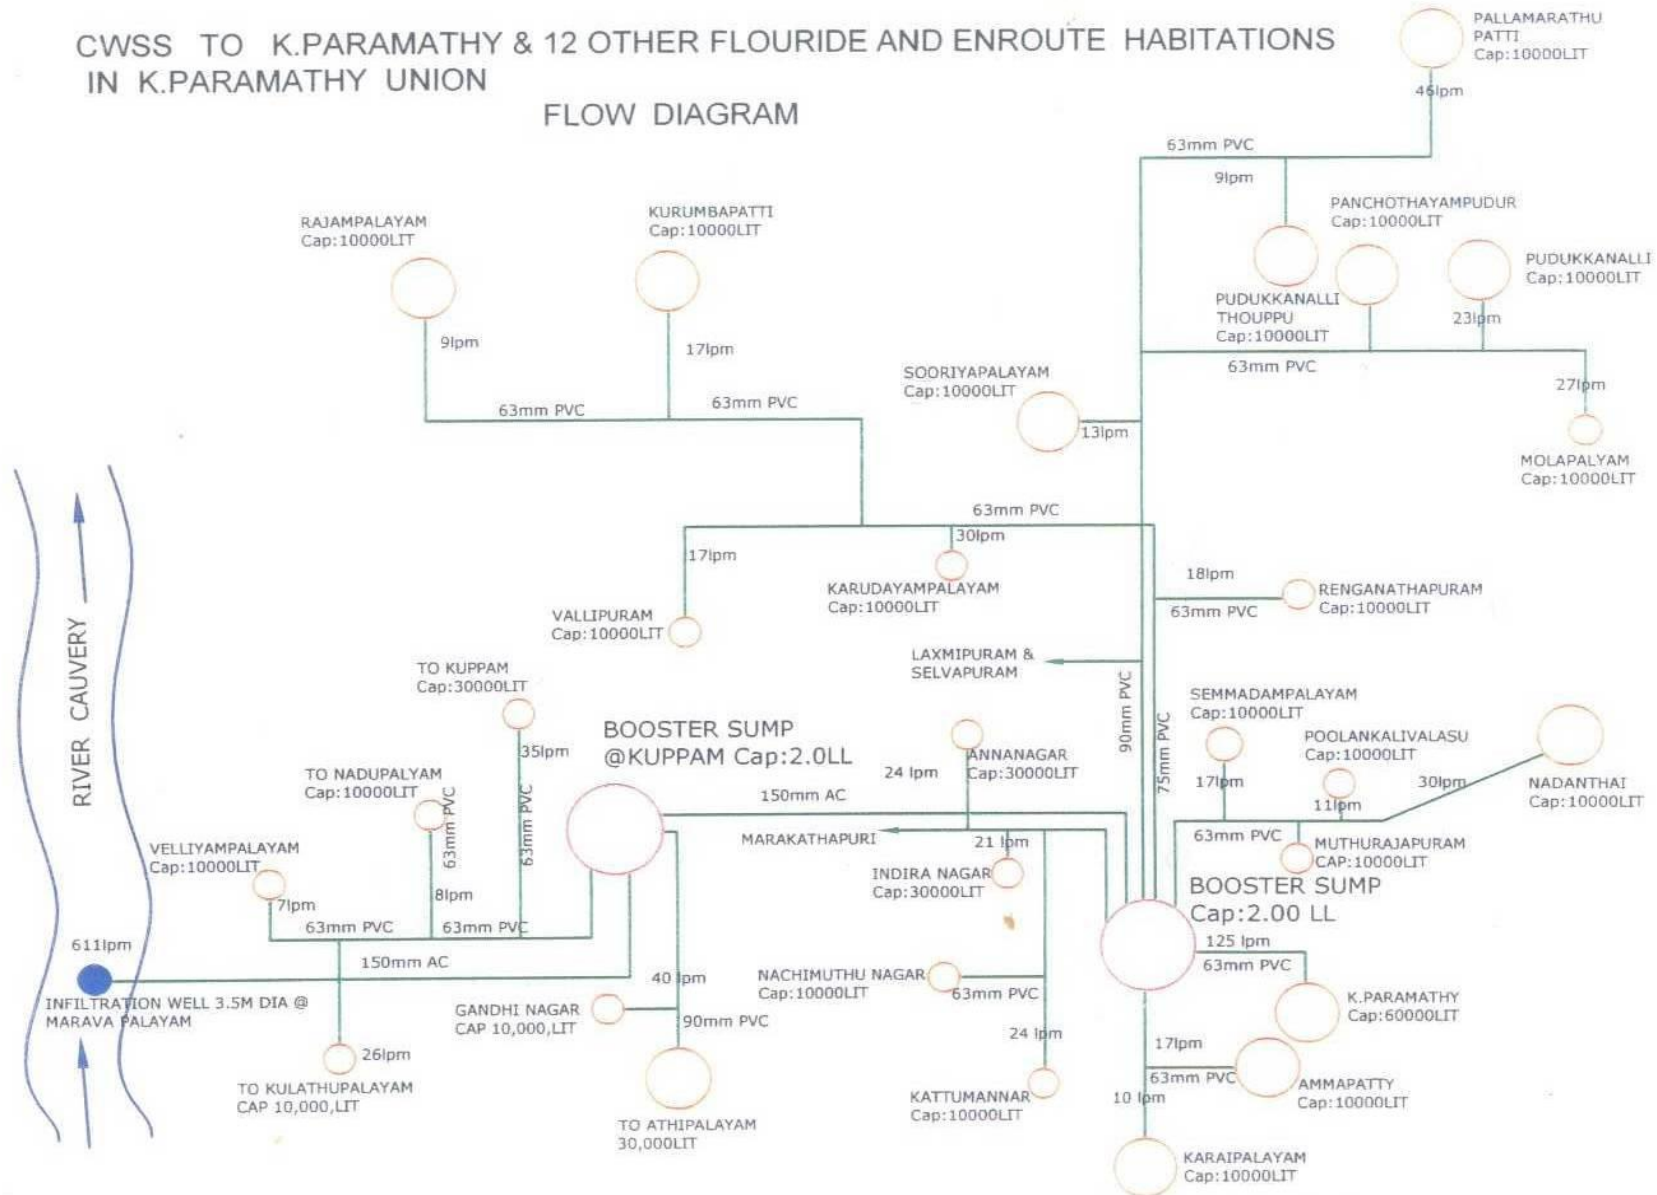 CWSS TO K.PARAMATHY & 12 OTHER FLOURIDE AND ENROUTE HABITATIONS
IN K.PARAMATHY UNION
FLOW DIAGRAM
PALLAMARATHU
PATTI
Cap:10000LIT
46lpm
63mm PVC
9lpm
PANCHOTHAYAMPUDUR
Cap:10000LIT
PUDUKKANALLI
Cap:10000LIT
PUDUKKANALLI
THOUPPU
Cap:10000LIT
23lpm
63mm PVC
27lpm
MOLAPALYAM
Cap:10000LIT
RAJAMPALAYAM
Cap:10000LIT
KURUMBAPATTI
Cap:10000LIT
9lpm
17lpm
63mm PVC
63mm PVC
SOORIYAPALAYAM
Cap:10000LIT
13lpm
63mm PVC
17lpm
30lpm
KARUDAYAMPALAYAM
Cap:10000LIT
VALLIPURAM
Cap:10000LIT
18lpm
63mm PVC
RENGANATHAPURAM
Cap:10000LIT
LAXMIPURAM &
SELVAPURAM
90mm PVC
75mm PVC
RIVER CAUVERY
TO KUPPAM
Cap:30000LIT
35lpm
63mm PVC
TO NADUPALYAM
Cap:10000LIT
63mm PVC
8lpm
VELLIYAMPALAYAM
Cap:10000LIT
7lpm
63mm PVC
63mm PVC
611lpm
150mm AC
INFILTRATION WELL 3.5M DIA @
MARAVA PALAYAM
26lpm
TO KULATHUPALAYAM
CAP 10,000,LIT
BOOSTER SUMP
@KUPPAM Cap:2.0LL
150mm AC
40 lpm
GANDHI NAGAR
CAP 10,000,LIT
90mm PVC
TO ATHIPALAYAM
30,000LIT
24 lpm
ANNANAGAR
Cap:30000LIT
MARAKATHAPURI
21 lpm
INDIRA NAGAR
Cap:30000LIT
NACHIMUTHU NAGAR
Cap:10000LIT
63mm PVC
24 lpm
KATTUMANNAR
Cap:10000LIT
SEMMADAMPALAYAM
Cap:10000LIT
17lpm
POOLANKALIVALASU
Cap:10000LIT
11lpm
30lpm
NADANTHAI
Cap:10000LIT
63mm PVC
MUTHURAJAPURAM
CAP:10000LIT
BOOSTER SUMP
Cap:2.00 LL
125 lpm
63mm PVC
K.PARAMATHY
Cap:60000LIT
17lpm
63mm PVC
AMMAPATTY
Cap:10000LIT
10 lpm
KARAIPALAYAM
Cap:10000LIT